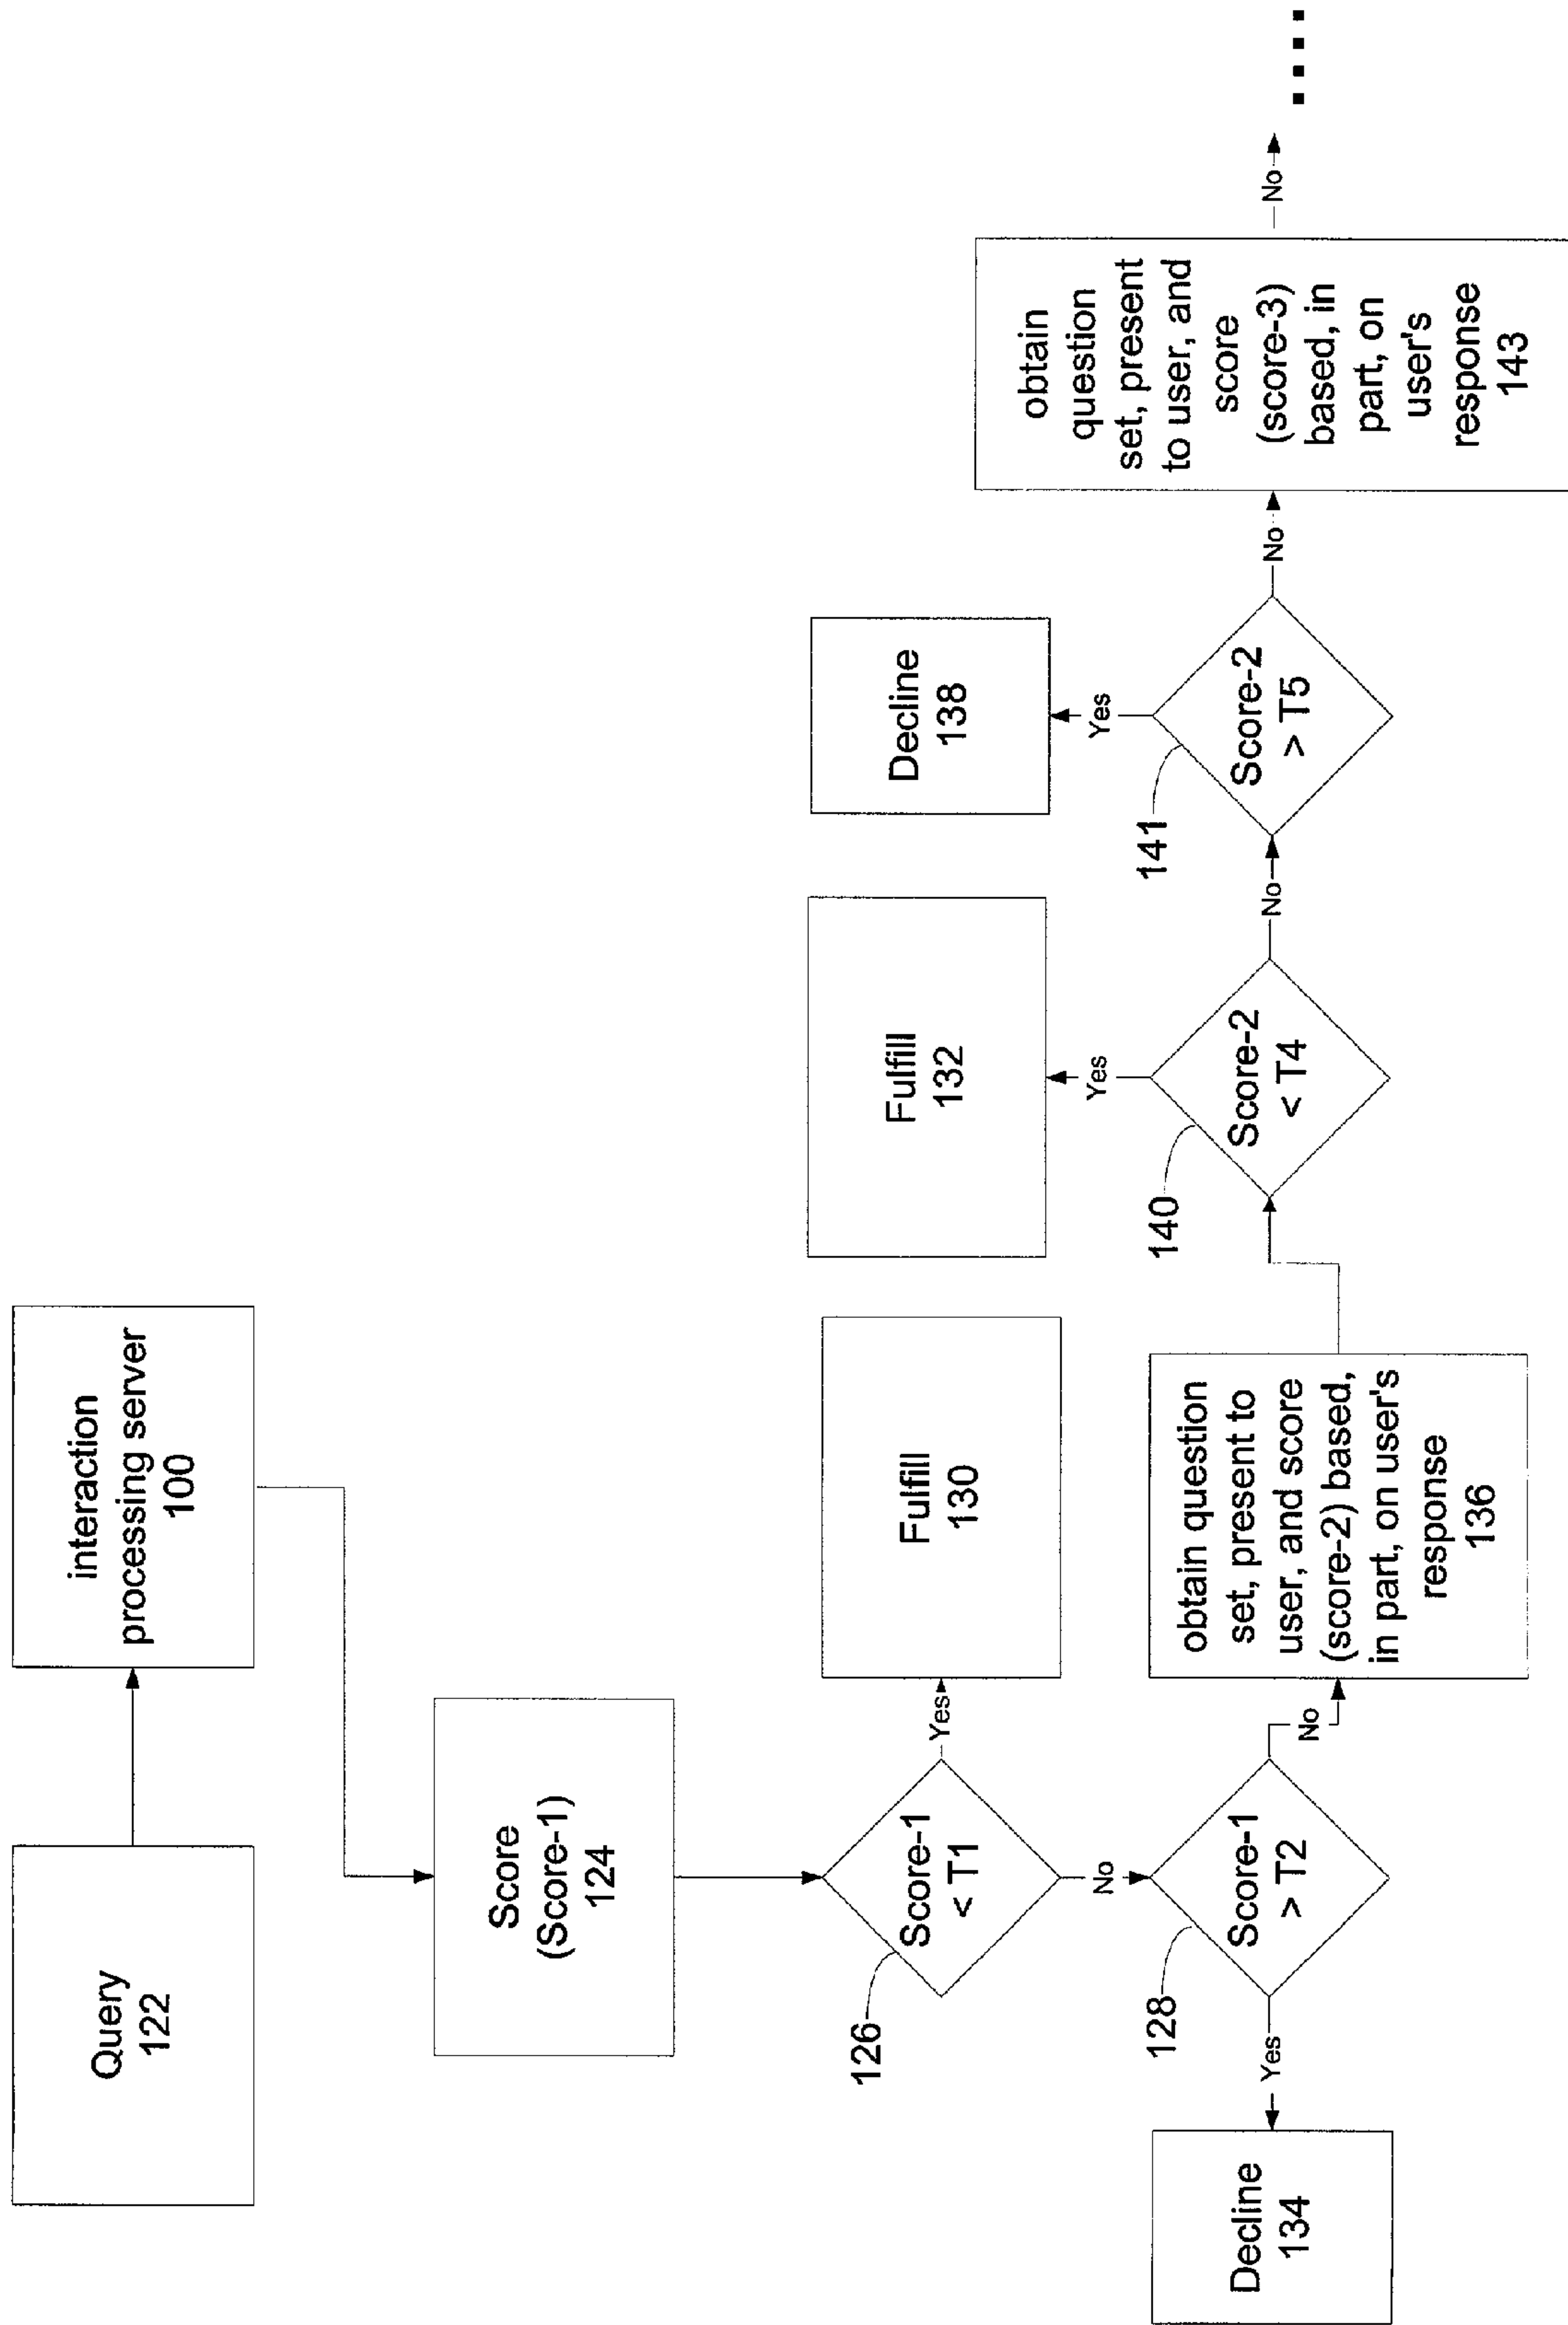 Query
122
interaction
processing server
100
Score
(Score-1)
124
Score-1
< T1
126
Yes
Fulfill
130
No
Score-1
> T2
128
Yes
Decline
134
No
obtain question
set, present to
user, and score
(score-2) based,
in part, on user's
response
136
Score-2
< T4
140
Yes
Fulfill
132
No
Score-2
> T5
141
Yes
Decline
138
No
obtain
question
set, present
to user, and
score
(score-3)
based, in
part, on
user's
response
143
No